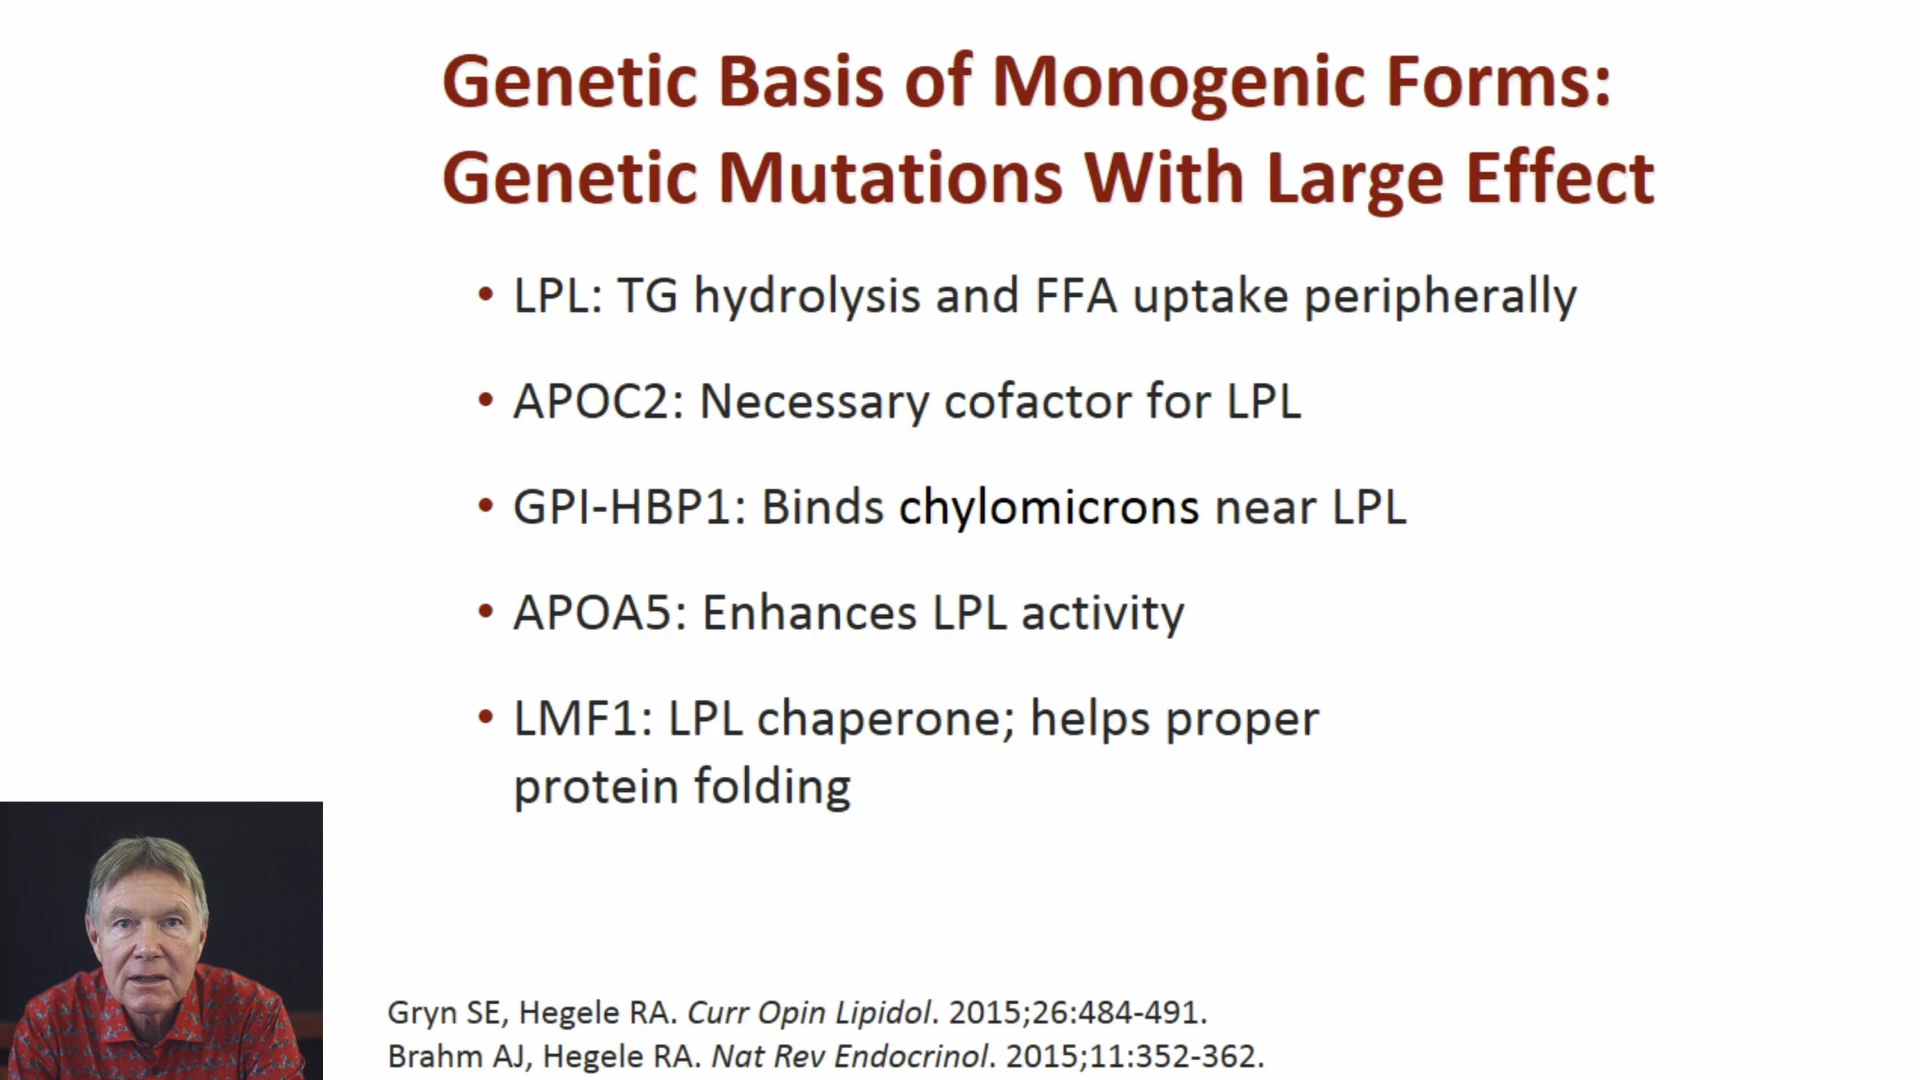 Genetic Basis of Monogenic Forms:
Genetic Mutations With Large Effect
• LPL: TG hydrolysis and FFA uptake peripherally
• APOC2: Necessary cofactor for LPL
• GPI-HBP1: Binds chylomicrons near LPL
• APOA5: Enhances LPL activity
• LMF1: LPL chaperone; helps proper
protein folding
Gryn SE, Hegele RA. Curr Opin Lipidol. 2015;26:484-491.
Brahm AJ, Hegele RA. Nat Rev Endocrinol. 2015;11:352-362.